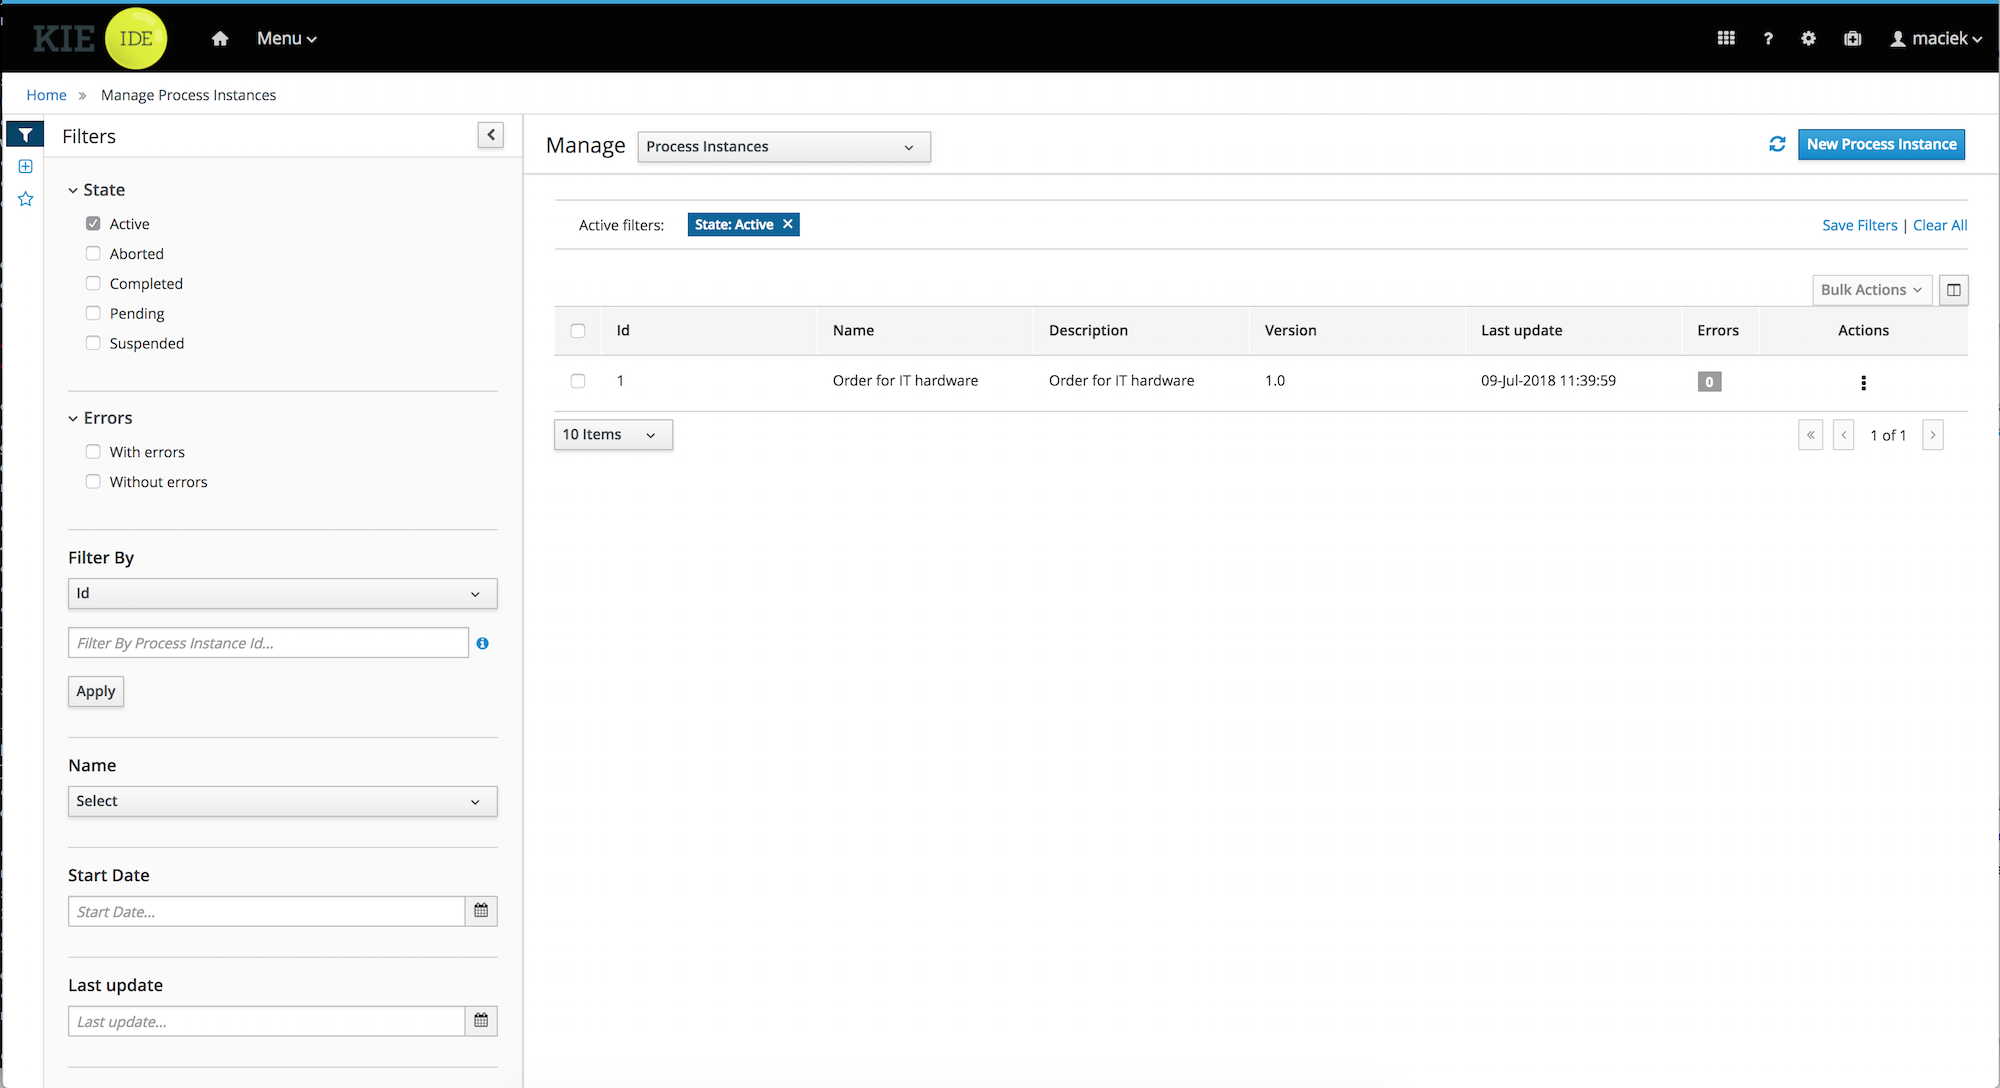 KIE IDE Menu ? maciek
Home » Manage Process Instances
Filters
State
Active
Aborted
Completed
Pending
Suspended
Errors
With errors
Without errors
Filter By
Id
Filter By Process Instance Id...
Apply
Name
Select
Start Date
Start Date...
Last update
Last update...
Manage Process Instances New Process Instance
Active filters: State: Active × Save Filters | Clear All
Bulk Actions
Id Name Description Version Last update Errors Actions
1 Order for IT hardware Order for IT hardware 1.0 09-Jul-2018 11:39:59 0
10 Items « ‹ 1 of 1 ›